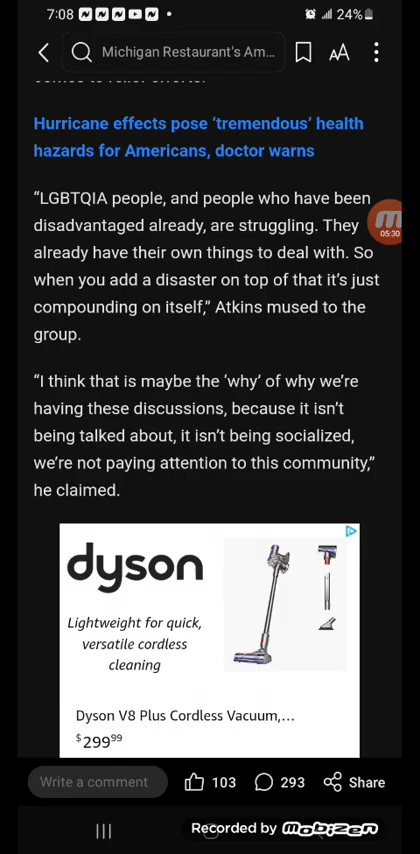 7:08 24%
Michigan Restaurant's Am...
Hurricane effects pose ‘tremendous’ health
hazards for Americans, doctor warns
“LGBTQIA people, and people who have been
disadvantaged already, are struggling. They
already have their own things to deal with. So
when you add a disaster on top of that it’s just
compounding on itself,” Atkins mused to the
group.
05:30
“I think that is maybe the ‘why’ of why we’re
having these discussions, because it isn’t
being talked about, it isn’t being socialized,
we’re not paying attention to this community,”
he claimed.
dyson
Lightweight for quick,
versatile cordless
cleaning
Dyson V8 Plus Cordless Vacuum,...
$299⁹⁹
Write a comment 103 293 Share
Recorded by mobizen